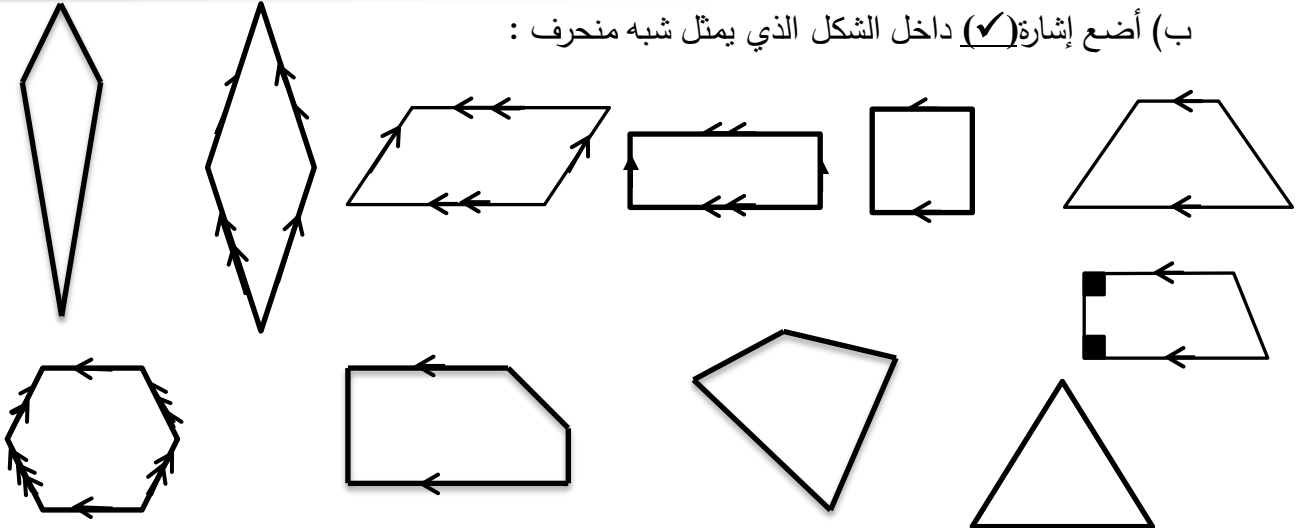 ب) أضع إشارة(✓) داخل الشكل الذي يمثل شبه منحرف :